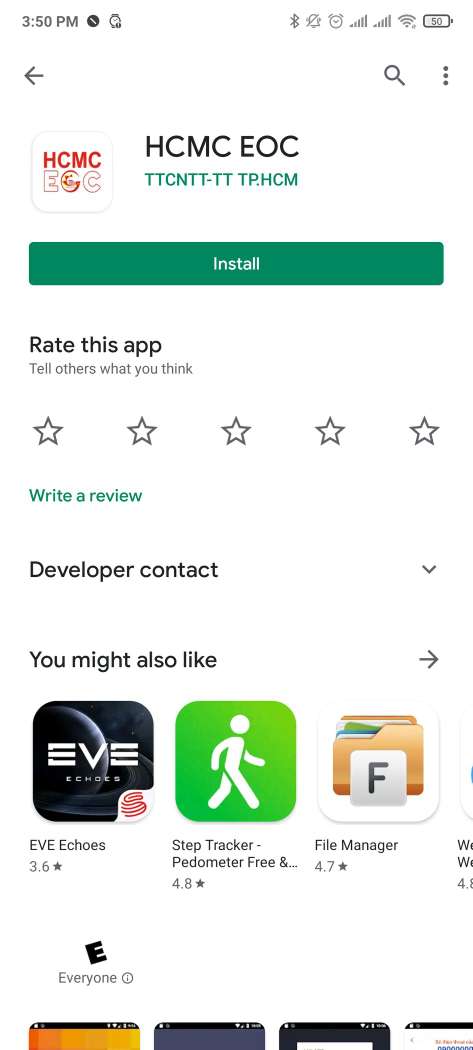 3:50 PM
50
HCMC
EOC
HCMC EOC
TTCNTT-TT TP.HCM
Install
Rate this app
Tell others what you think
Write a review
Developer contact
You might also like
EVE
ECHOES
F
EVE Echoes
3.6★
Step Tracker -
Pedometer Free &...
4.8★
File Manager
4.7★
We
We
4.8
E
Everyone